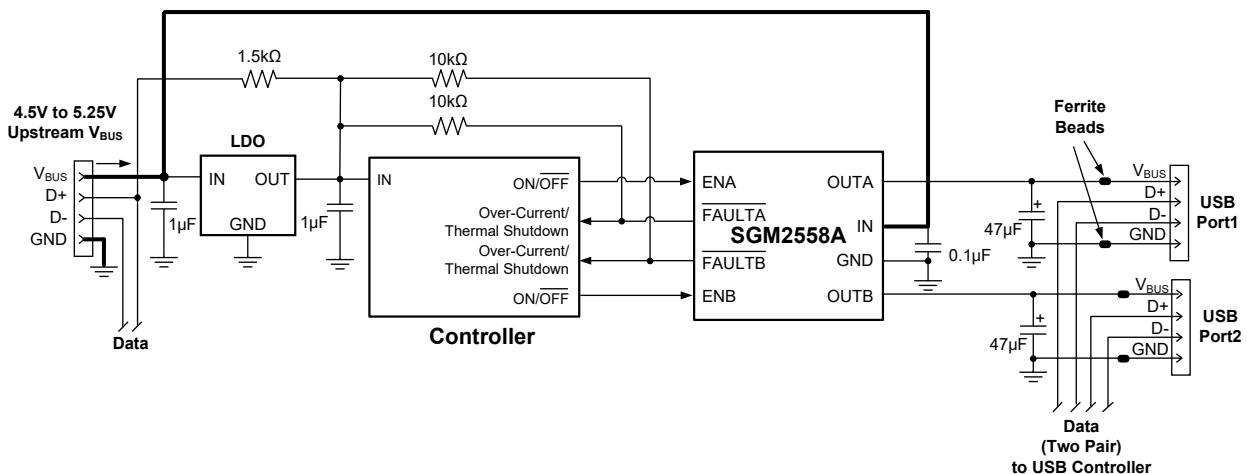 1.5kΩ
10kΩ
10kΩ
4.5V to 5.25V
Upstream VBUS
LDO
Ferrite
Beads
VBUS
D+
D-
GND
IN
OUT
GND
1µF
1µF
IN
ON/OFF
Over-Current/
Thermal Shutdown
Over-Current/
Thermal Shutdown
ON/OFF
Controller
ENA
FAULTA
SGM2558A
FAULTB
ENB
OUTA
IN
GND
OUTB
0.1µF
+
47µF
VBUS
D+
D-
GND
USB
Port1
+
47µF
VBUS
D+
D-
GND
USB
Port2
Data
Data
(Two Pair)
to USB Controller